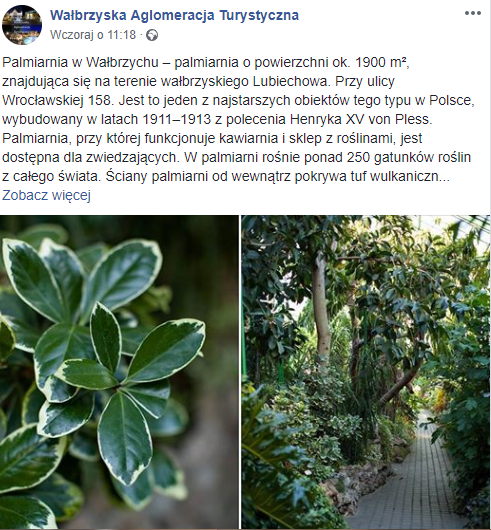 Wałbrzyska Aglomeracja Turystyczna
Wczoraj o 11:18 ·
Palmiarnia w Wałbrzychu – palmiarnia o powierzchni ok. 1900 m²,
znajdująca się na terenie wałbrzyskiego Lubiechowa. Przy ulicy
Wrocławskiej 158. Jest to jeden z najstarszych obiektów tego typu w Polsce,
wybudowany w latach 1911–1913 z polecenia Henryka XV von Pless.
Palmiarnia, przy której funkcjonuje kawiarnia i sklep z roślinami, jest
dostępna dla zwiedzających. W palmiarni rośnie ponad 250 gatunków roślin
z całego świata. Ściany palmiarni od wewnątrz pokrywa tuf wulkaniczn...
Zobacz więcej